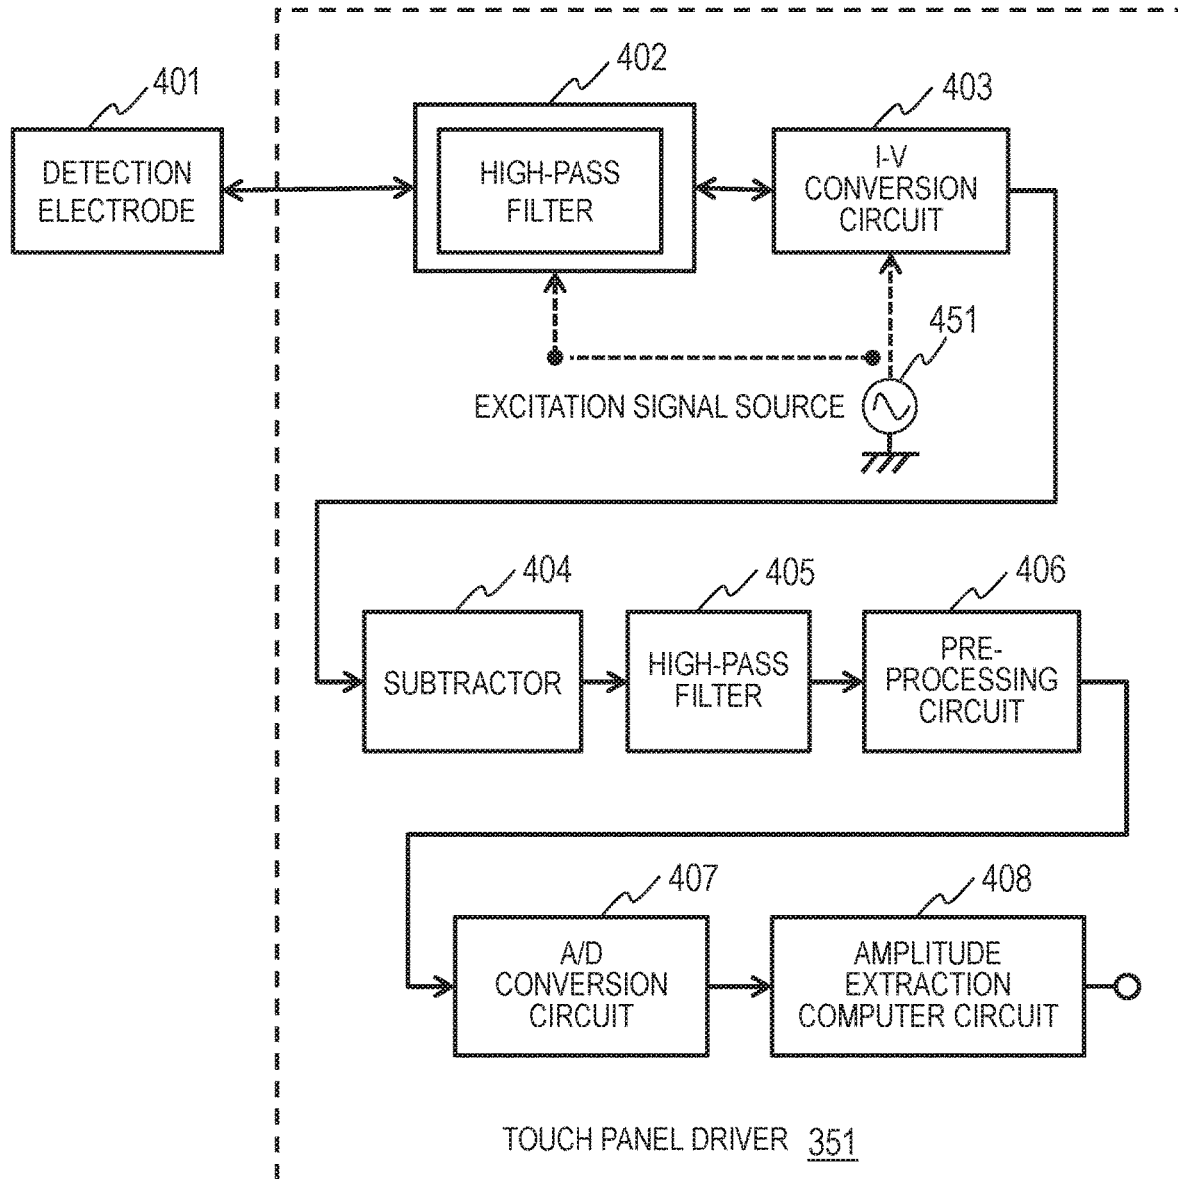 401
402
403
DETECTION
ELECTRODE
HIGH-PASS
FILTER
I-V
CONVERSION
CIRCUIT
451
EXCITATION SIGNAL SOURCE
404
405
406
SUBTRACTOR
HIGH-PASS
FILTER
PRE-
PROCESSING
CIRCUIT
407
408
A/D
CONVERSION
CIRCUIT
AMPLITUDE
EXTRACTION
COMPUTER CIRCUIT
TOUCH PANEL DRIVER 351